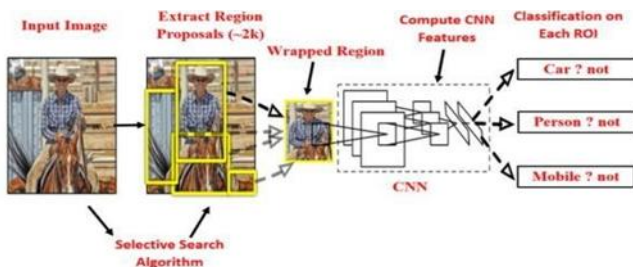 Input Image
Extract Region
Proposals (~2k)
Wrapped Region
Compute CNN
Features
Classification on
Each ROI
Car ? not
Person ? not
Mobile ? not
CNN
Selective Search
Algorithm